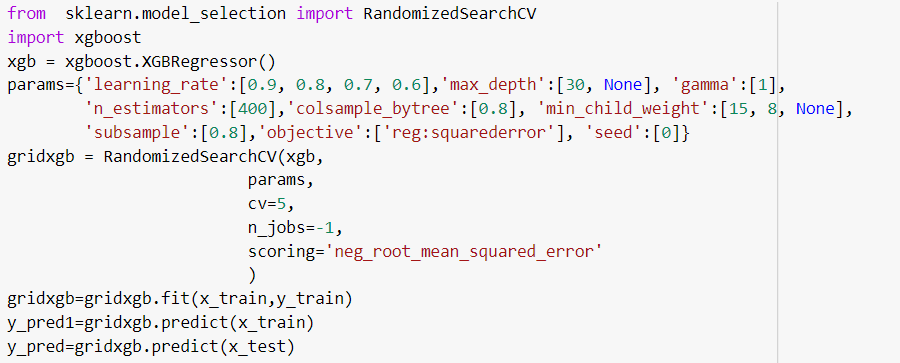 from  sklearn.model_selection import RandomizedSearchCV
import xgboost
xgb = xgboost.XGBRegressor()
params={'learning_rate':[0.9, 0.8, 0.7, 0.6],'max_depth':[30, None], 'gamma':[1],
        'n_estimators':[400],'colsample_bytree':[0.8], 'min_child_weight':[15, 8, None],
        'subsample':[0.8],'objective':['reg:squarederror'], 'seed':[0]}
gridxgb = RandomizedSearchCV(xgb,
                         params,
                         cv=5,
                         n_jobs=-1,
                         scoring='neg_root_mean_squared_error'
                         )
gridxgb=gridxgb.fit(x_train,y_train)
y_pred1=gridxgb.predict(x_train)
y_pred=gridxgb.predict(x_test)